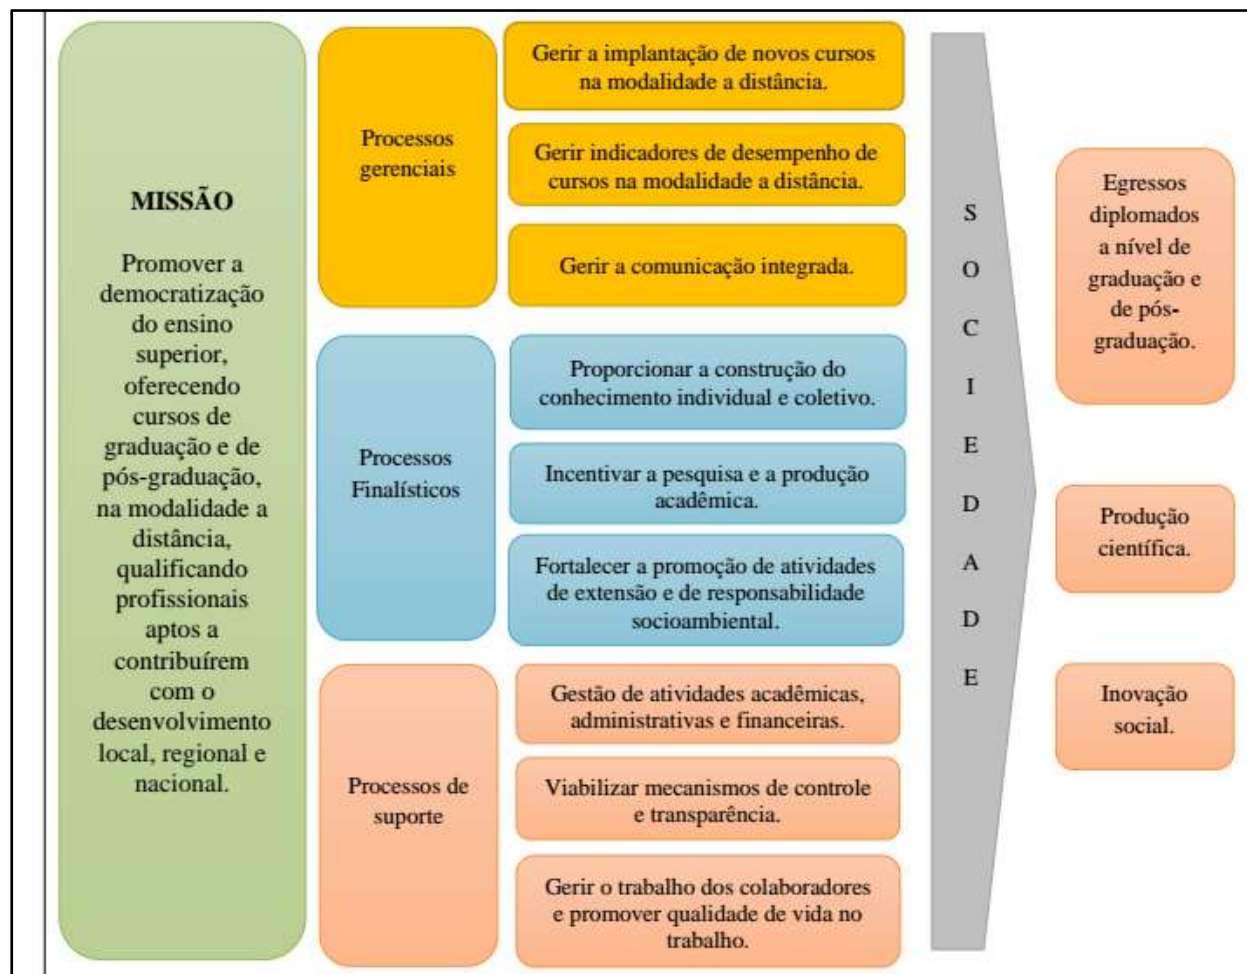 MISSÃO
Promover a
democratização
do ensino
superior,
oferecendo
cursos de
graduação e de
pós-graduação,
na modalidade a
distância,
qualificando
profissionais
aptos a
contribuírem
com o
desenvolvimento
local, regional e
nacional.
Processos
gerenciais
Gerir a implantação de novos cursos
na modalidade a distância.
Gerir indicadores de desempenho de
cursos na modalidade a distância.
Gerir a comunicação integrada.
Processos
Finalísticos
Proporcionar a construção do
conhecimento individual e coletivo.
Incentivar a pesquisa e a produção
acadêmica.
Fortalecer a promoção de atividades
de extensão e de responsabilidade
socioambiental.
Processos de
suporte
Gestão de atividades acadêmicas,
administrativas e financeiras.
Viabilizar mecanismos de controle
e transparência.
Gerir o trabalho dos colaboradores
e promover qualidade de vida no
trabalho.
S
O
C
I
E
D
A
D
E
Egressos
diplomados
a nível de
graduação e
de pós-
graduação.
Produção
científica.
Inovação
social.